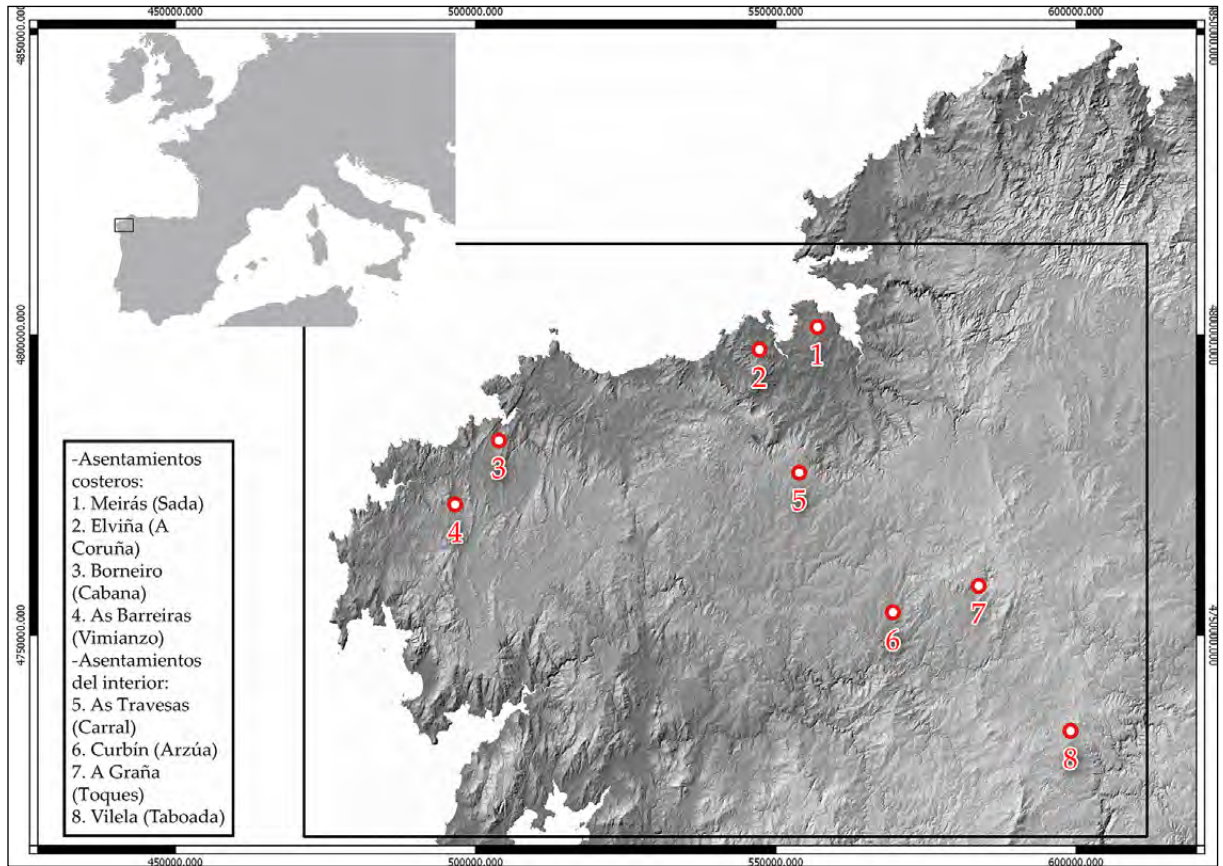 450000.000 500000.000 550000.000 600000.000
4850000.000 4850000.000
4800000.000 4800000.000
1
2
3
-Asentamientos
costeros:
1. Meirás (Sada)
2. Elviña (A
Coruña)
3. Borneiro
(Cabana)
4. As Barreiras
(Vimianzo)
-Asentamientos
del interior:
5. As Travesas
(Carral)
6. Curbín (Arzúa)
7. A Graña
(Toques)
8. Vilela (Taboada)
5
4
7
6
4750000.000 4750000.000
8
450000.000 500000.000 550000.000 600000.000